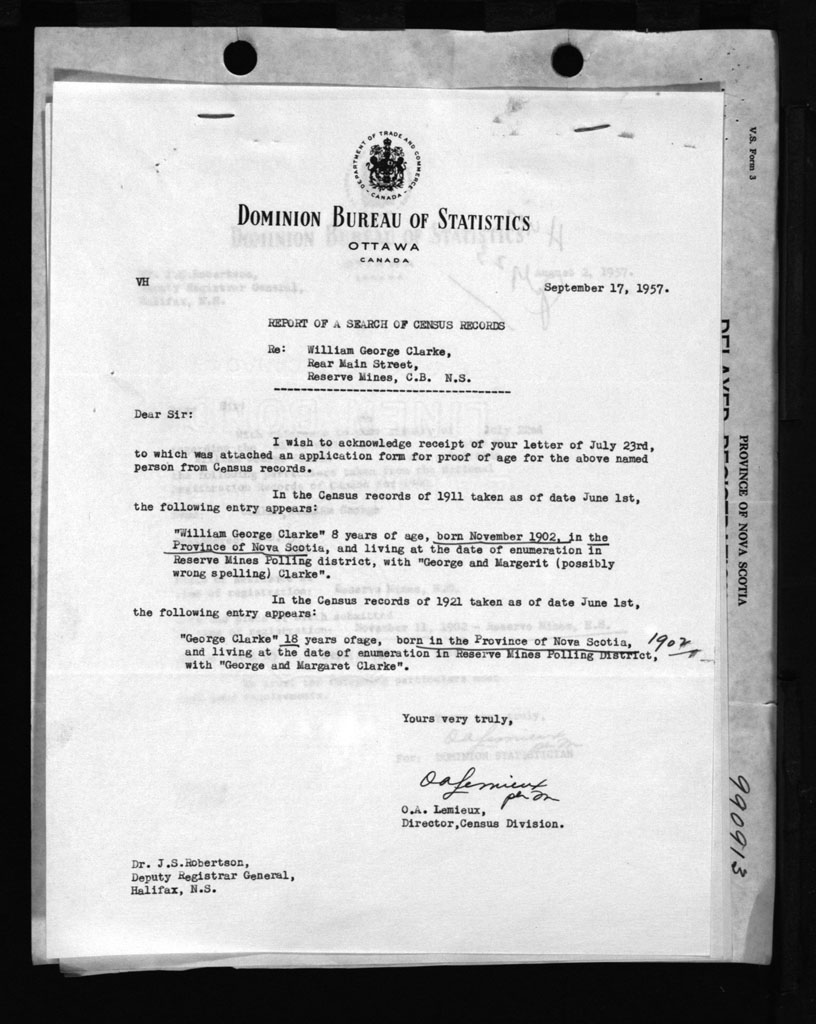 DEPARTMENT OF TRADE AND COMMERCE
- CANADA -
DOMINION BUREAU OF STATISTICS
OTTAWA
CANADA
VH
September 17, 1957.
REPORT OF A SEARCH OF CENSUS RECORDS
Re: William George Clarke,
Rear Main Street,
Reserve Mines, C.B. N.S.
Dear Sir:
I wish to acknowledge receipt of your letter of July 23rd,
to which was attached an application form for proof of age for the above named
person from Census records.
In the Census records of 1911 taken as of date June 1st,
the following entry appears:
"William George Clarke" 8 years of age, born November 1902, in the
Province of Nova Scotia, and living at the date of enumeration in
Reserve Mines Polling district, with "George and Margerit (possibly
wrong spelling) Clarke".
In the Census records of 1921 taken as of date June 1st,
the following entry appears:
"George Clarke" 18 years ofage, born in the Province of Nova Scotia, 1902
and living at the date of enumeration in Reserve Mines Polling District,
with "George and Margaret Clarke".
Yours very truly,
O A Lemieux
per M
O.A. Lemieux,
Director,Census Division.
Dr. J.S.Robertson,
Deputy Registrar General,
Halifax, N.S.
V.S. Form 3
PROVINCE OF NOVA SCOTIA
990913